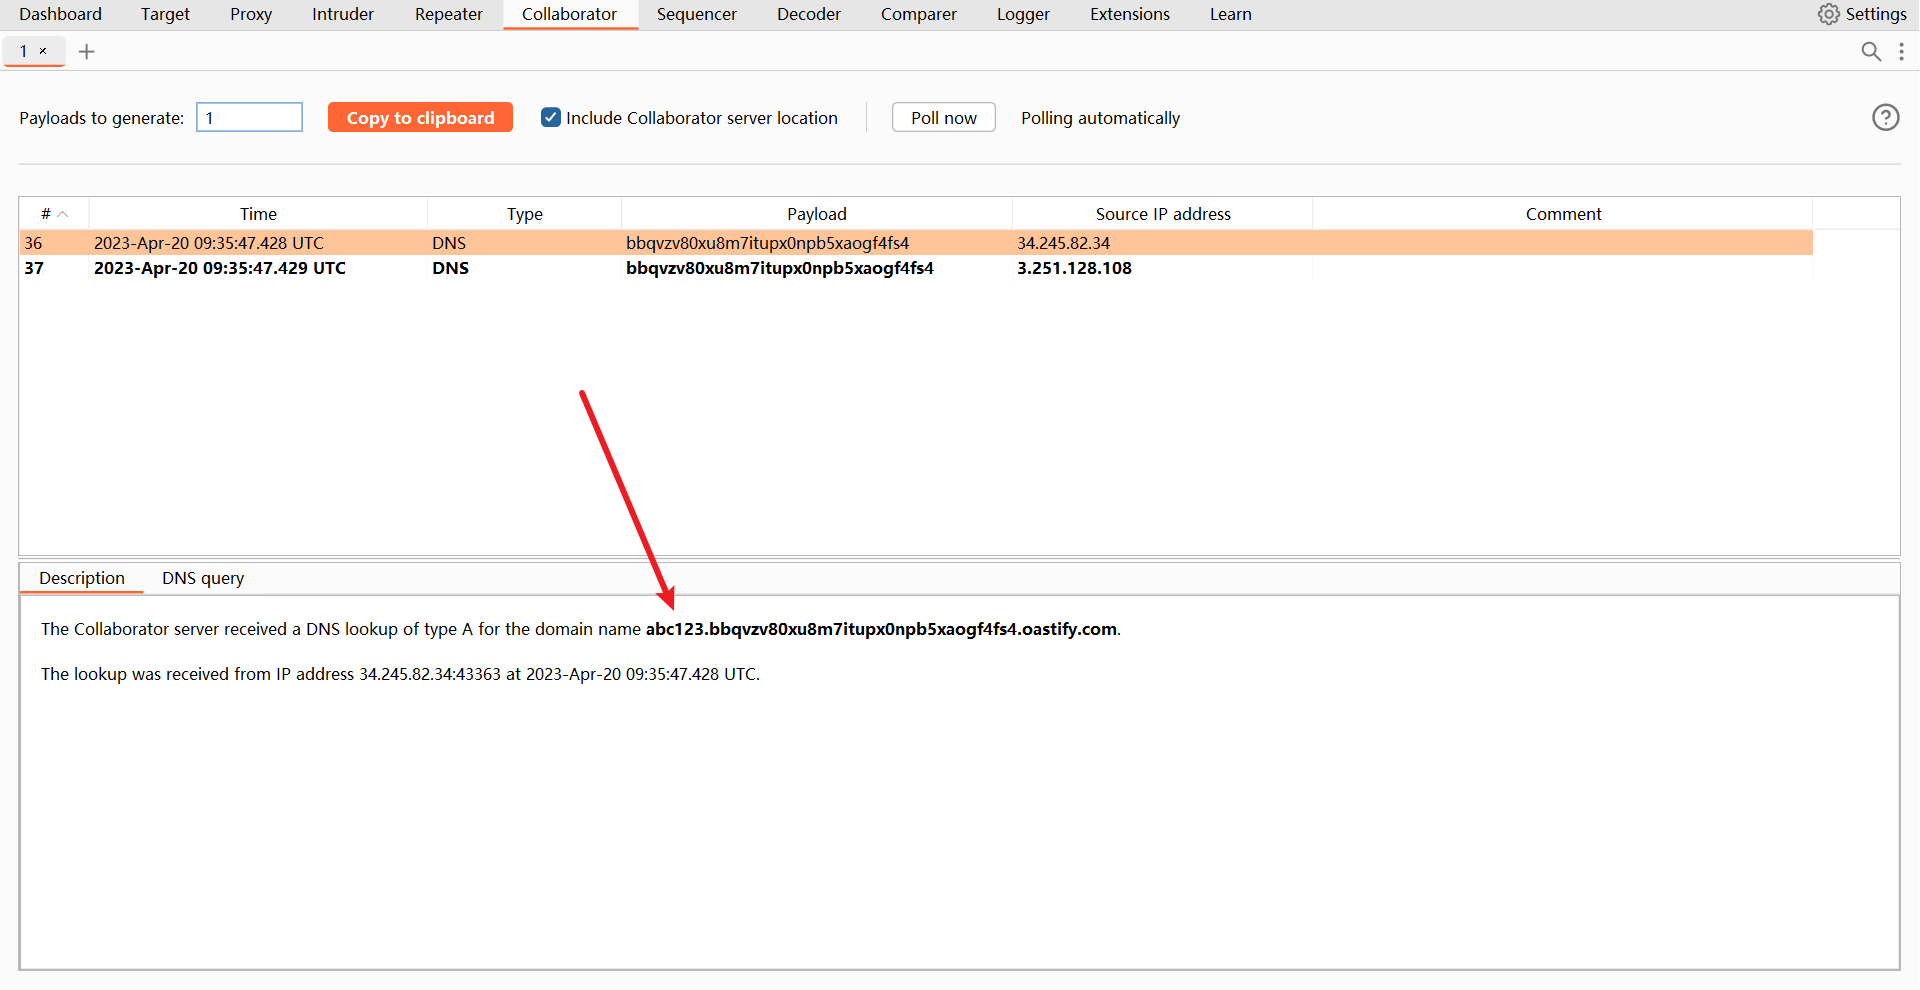 Dashboard Target Proxy Intruder Repeater Collaborator Sequencer Decoder Comparer Logger Extensions Learn Settings
1 × +
Payloads to generate: 1 Copy to clipboard Include Collaborator server location Poll now Polling automatically ?
# Time Type Payload Source IP address Comment
36 2023-Apr-20 09:35:47.428 UTC DNS bbqvzv80xu8m7itupx0npb5xaogf4fs4 34.245.82.34
37 2023-Apr-20 09:35:47.429 UTC DNS bbqvzv80xu8m7itupx0npb5xaogf4fs4 3.251.128.108
Description DNS query
The Collaborator server received a DNS lookup of type A for the domain name abc123.bbqvzv80xu8m7itupx0npb5xaogf4fs4.oastify.com.
The lookup was received from IP address 34.245.82.34:43363 at 2023-Apr-20 09:35:47.428 UTC.